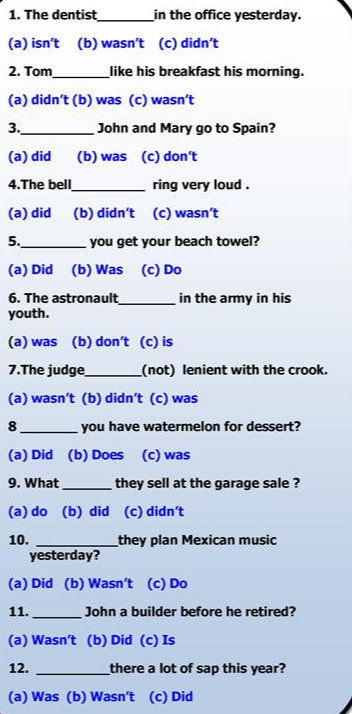 1. The dentist________in the office yesterday.
(a) isn't (b) wasn't (c) didn't
2. Tom________like his breakfast his morning.
(a) didn't (b) was (c) wasn't
3.__________ John and Mary go to Spain?
(a) did (b) was (c) don't
4.The bell__________ ring very loud .
(a) did (b) didn't (c) wasn't
5._________ you get your beach towel?
(a) Did (b) Was (c) Do
6. The astronault________ in the army in his
youth.
(a) was (b) don't (c) is
7.The judge________(not) lenient with the crook.
(a) wasn't (b) didn't (c) was
8 ________ you have watermelon for dessert?
(a) Did (b) Does (c) was
9. What _______ they sell at the garage sale ?
(a) do (b) did (c) didn't
10. ___________they plan Mexican music
yesterday?
(a) Did (b) Wasn't (c) Do
11. _______ John a builder before he retired?
(a) Wasn't (b) Did (c) Is
12. __________there a lot of sap this year?
(a) Was (b) Wasn't (c) Did